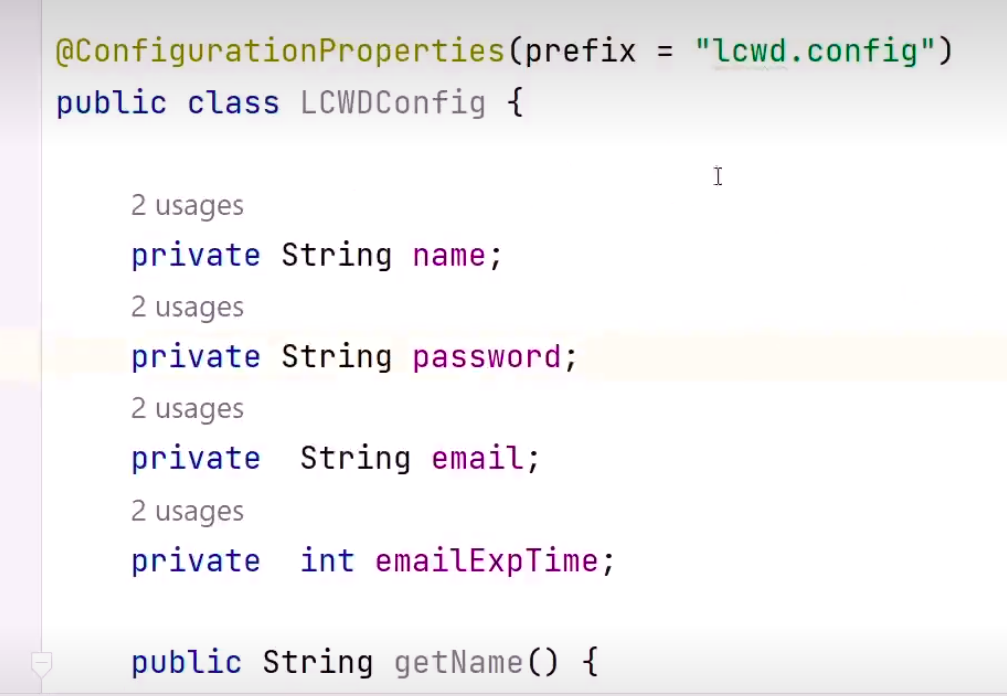 @ConfigurationProperties(prefix = "lcwd.config")
public class LCWDConfig {
2 usages
private String name;
2 usages
private String password;
2 usages
private  String email;
2 usages
private  int emailExpTime;
public String getName() {